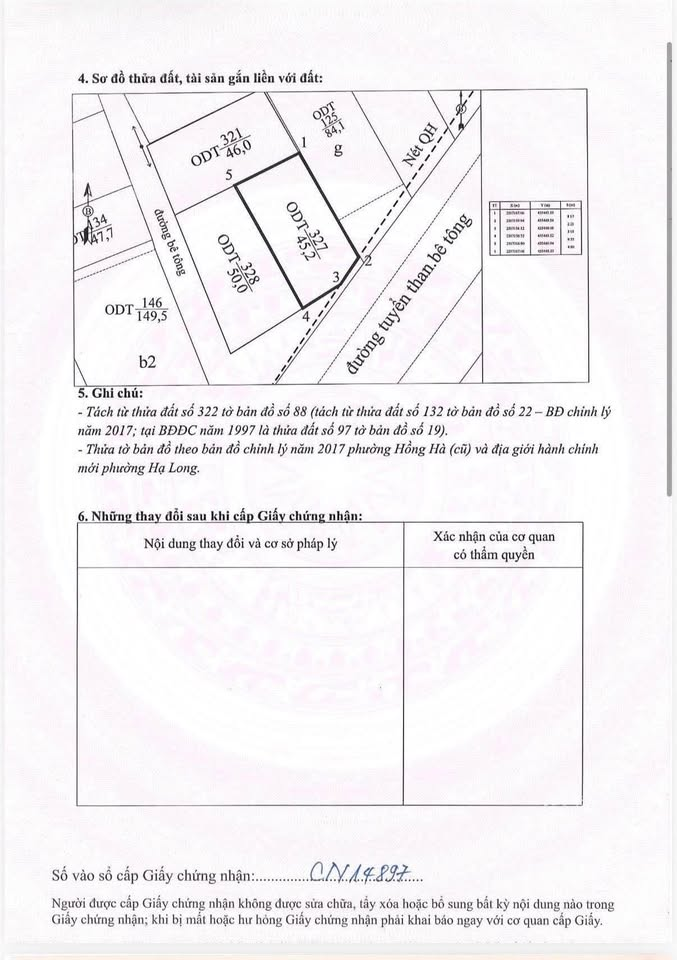 4. Sơ đồ thửa đất, tài sản gắn liền với đất:
ODT 321/46,0
ODT 125/84,1
g
Nét QH
1
5
ODT 327/45,2
134/47,7
B
đường bê tông
ODT 328/50,0
2
3
4
đường tuyến than.bê tông
ODT 146/149,5
b2
5. Ghi chú:
- Tách từ thửa đất số 322 tờ bản đồ số 88 (tách từ thửa đất số 132 tờ bản đồ số 22 – BĐ chỉnh lý
năm 2017; tại BĐĐC năm 1997 là thửa đất số 97 tờ bản đồ số 19).
- Thửa tờ bản đồ theo bản đồ chỉnh lý năm 2017 phường Hồng Hà (cũ) và địa giới hành chính
mới phường Hạ Long.
6. Những thay đổi sau khi cấp Giấy chứng nhận:
Nội dung thay đổi và cơ sở pháp lý
Xác nhận của cơ quan
có thẩm quyền
Số vào sổ cấp Giấy chứng nhận: CN14897
Người được cấp Giấy chứng nhận không được sửa chữa, tẩy xóa hoặc bổ sung bất kỳ nội dung nào trong
Giấy chứng nhận; khi bị mất hoặc hư hỏng Giấy chứng nhận phải khai báo ngay với cơ quan cấp Giấy.